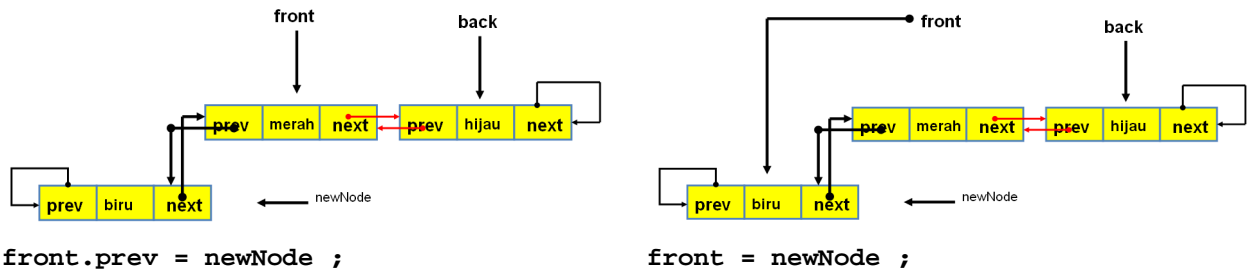 front
back
prev merah next prev hijau next
prev biru next
newNode
front.prev = newNode ;
front
back
prev merah next prev hijau next
prev biru next
newNode
front = newNode ;